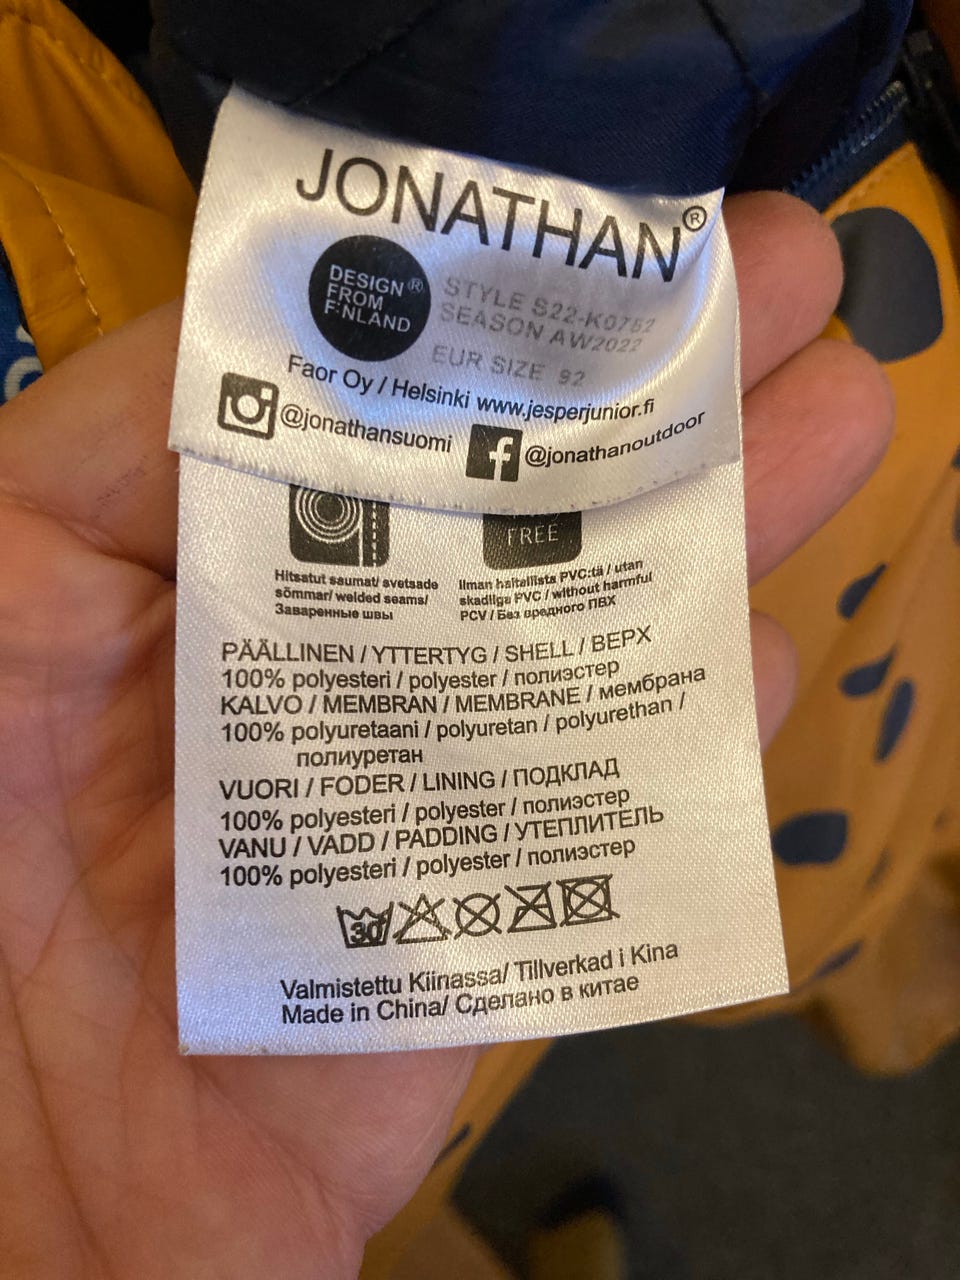 JONATHAN®
DESIGN®
FROM
F:NLAND
STYLE S22-K0752
SEASON AW2022
EUR SIZE 92
Faor Oy / Helsinki www.jesperjunior.fi
@jonathansuomi
@jonathanoutdoor
FREE
Hitsatut saumat/ svetsade
sömmar/ welded seams/
Заваренные швы
Ilman haitallista PVC:tä / utan
skadliga PVC / without harmful
PCV / Без вредного ПВХ
PÄÄLLINEN / YTTERTYG / SHELL / ВЕРХ
100% polyesteri / polyester / полиэстер
KALVO / MEMBRAN / MEMBRANE / мембрана
100% polyuretaani / polyuretan / polyurethan /
полиуретан
VUORI / FODER / LINING / ПОДКЛАД
100% polyesteri / polyester / полиэстер
VANU / VADD / PADDING / УТЕПЛИТЕЛЬ
100% polyesteri / polyester / полиэстер
30
Valmistettu Kiinassa/ Tillverkad i Kina
Made in China/ Сделано в китае